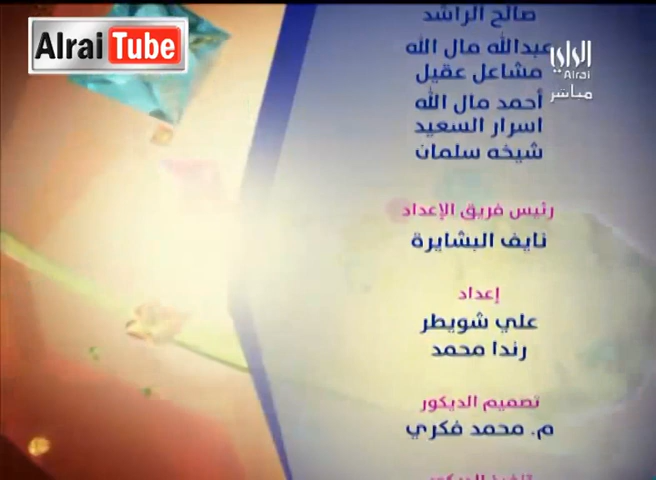 Alrai Tube
صالح الراشد
عبدالله مال الله
الراي
Alrai
مباشر
مشاعل عقيل
أحمد مال الله
اسرار السعيد
شيخه سلمان
رئيس فريق الإعداد
نايف البشايرة
إعداد
علي شويطر
رندا محمد
تصميم الديكور
م. محمد فكري